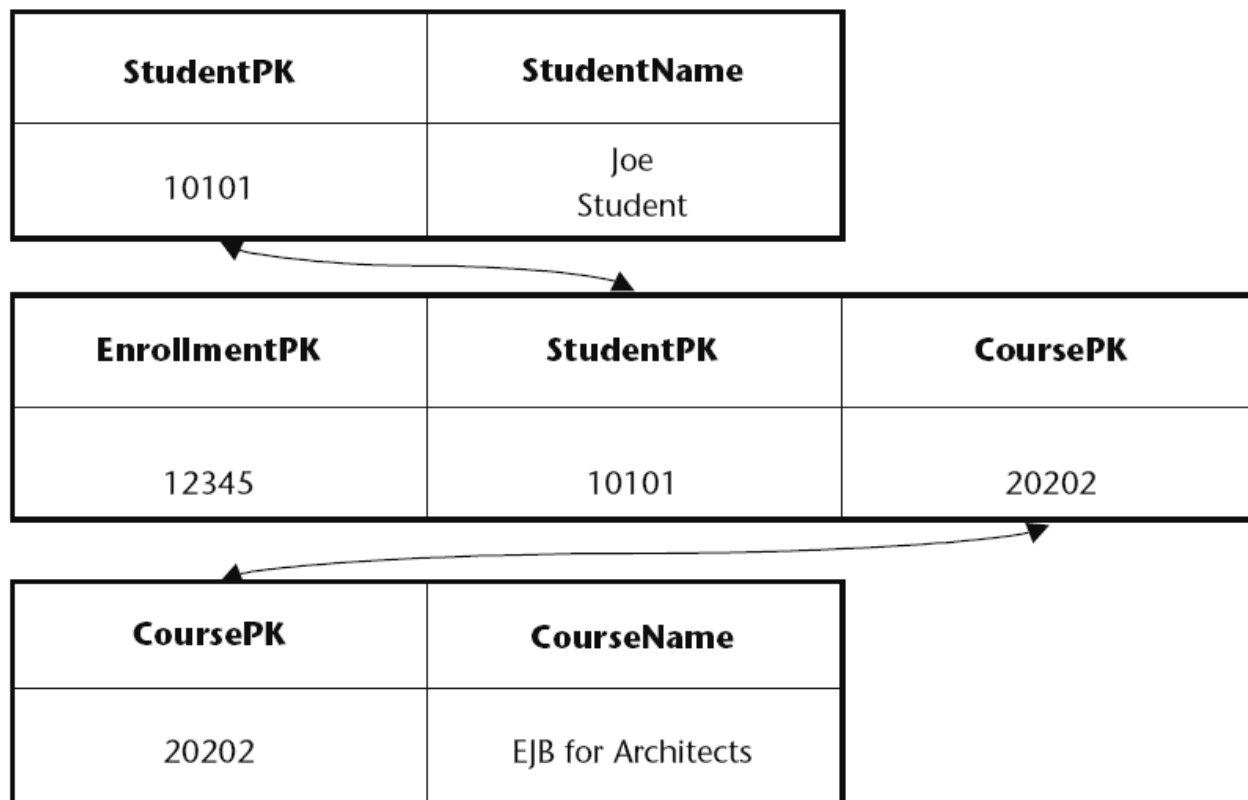 StudentPK StudentName
10101 Joe
Student
EnrollmentPK StudentPK CoursePK
12345 10101 20202
CoursePK CourseName
20202 EJB for Architects